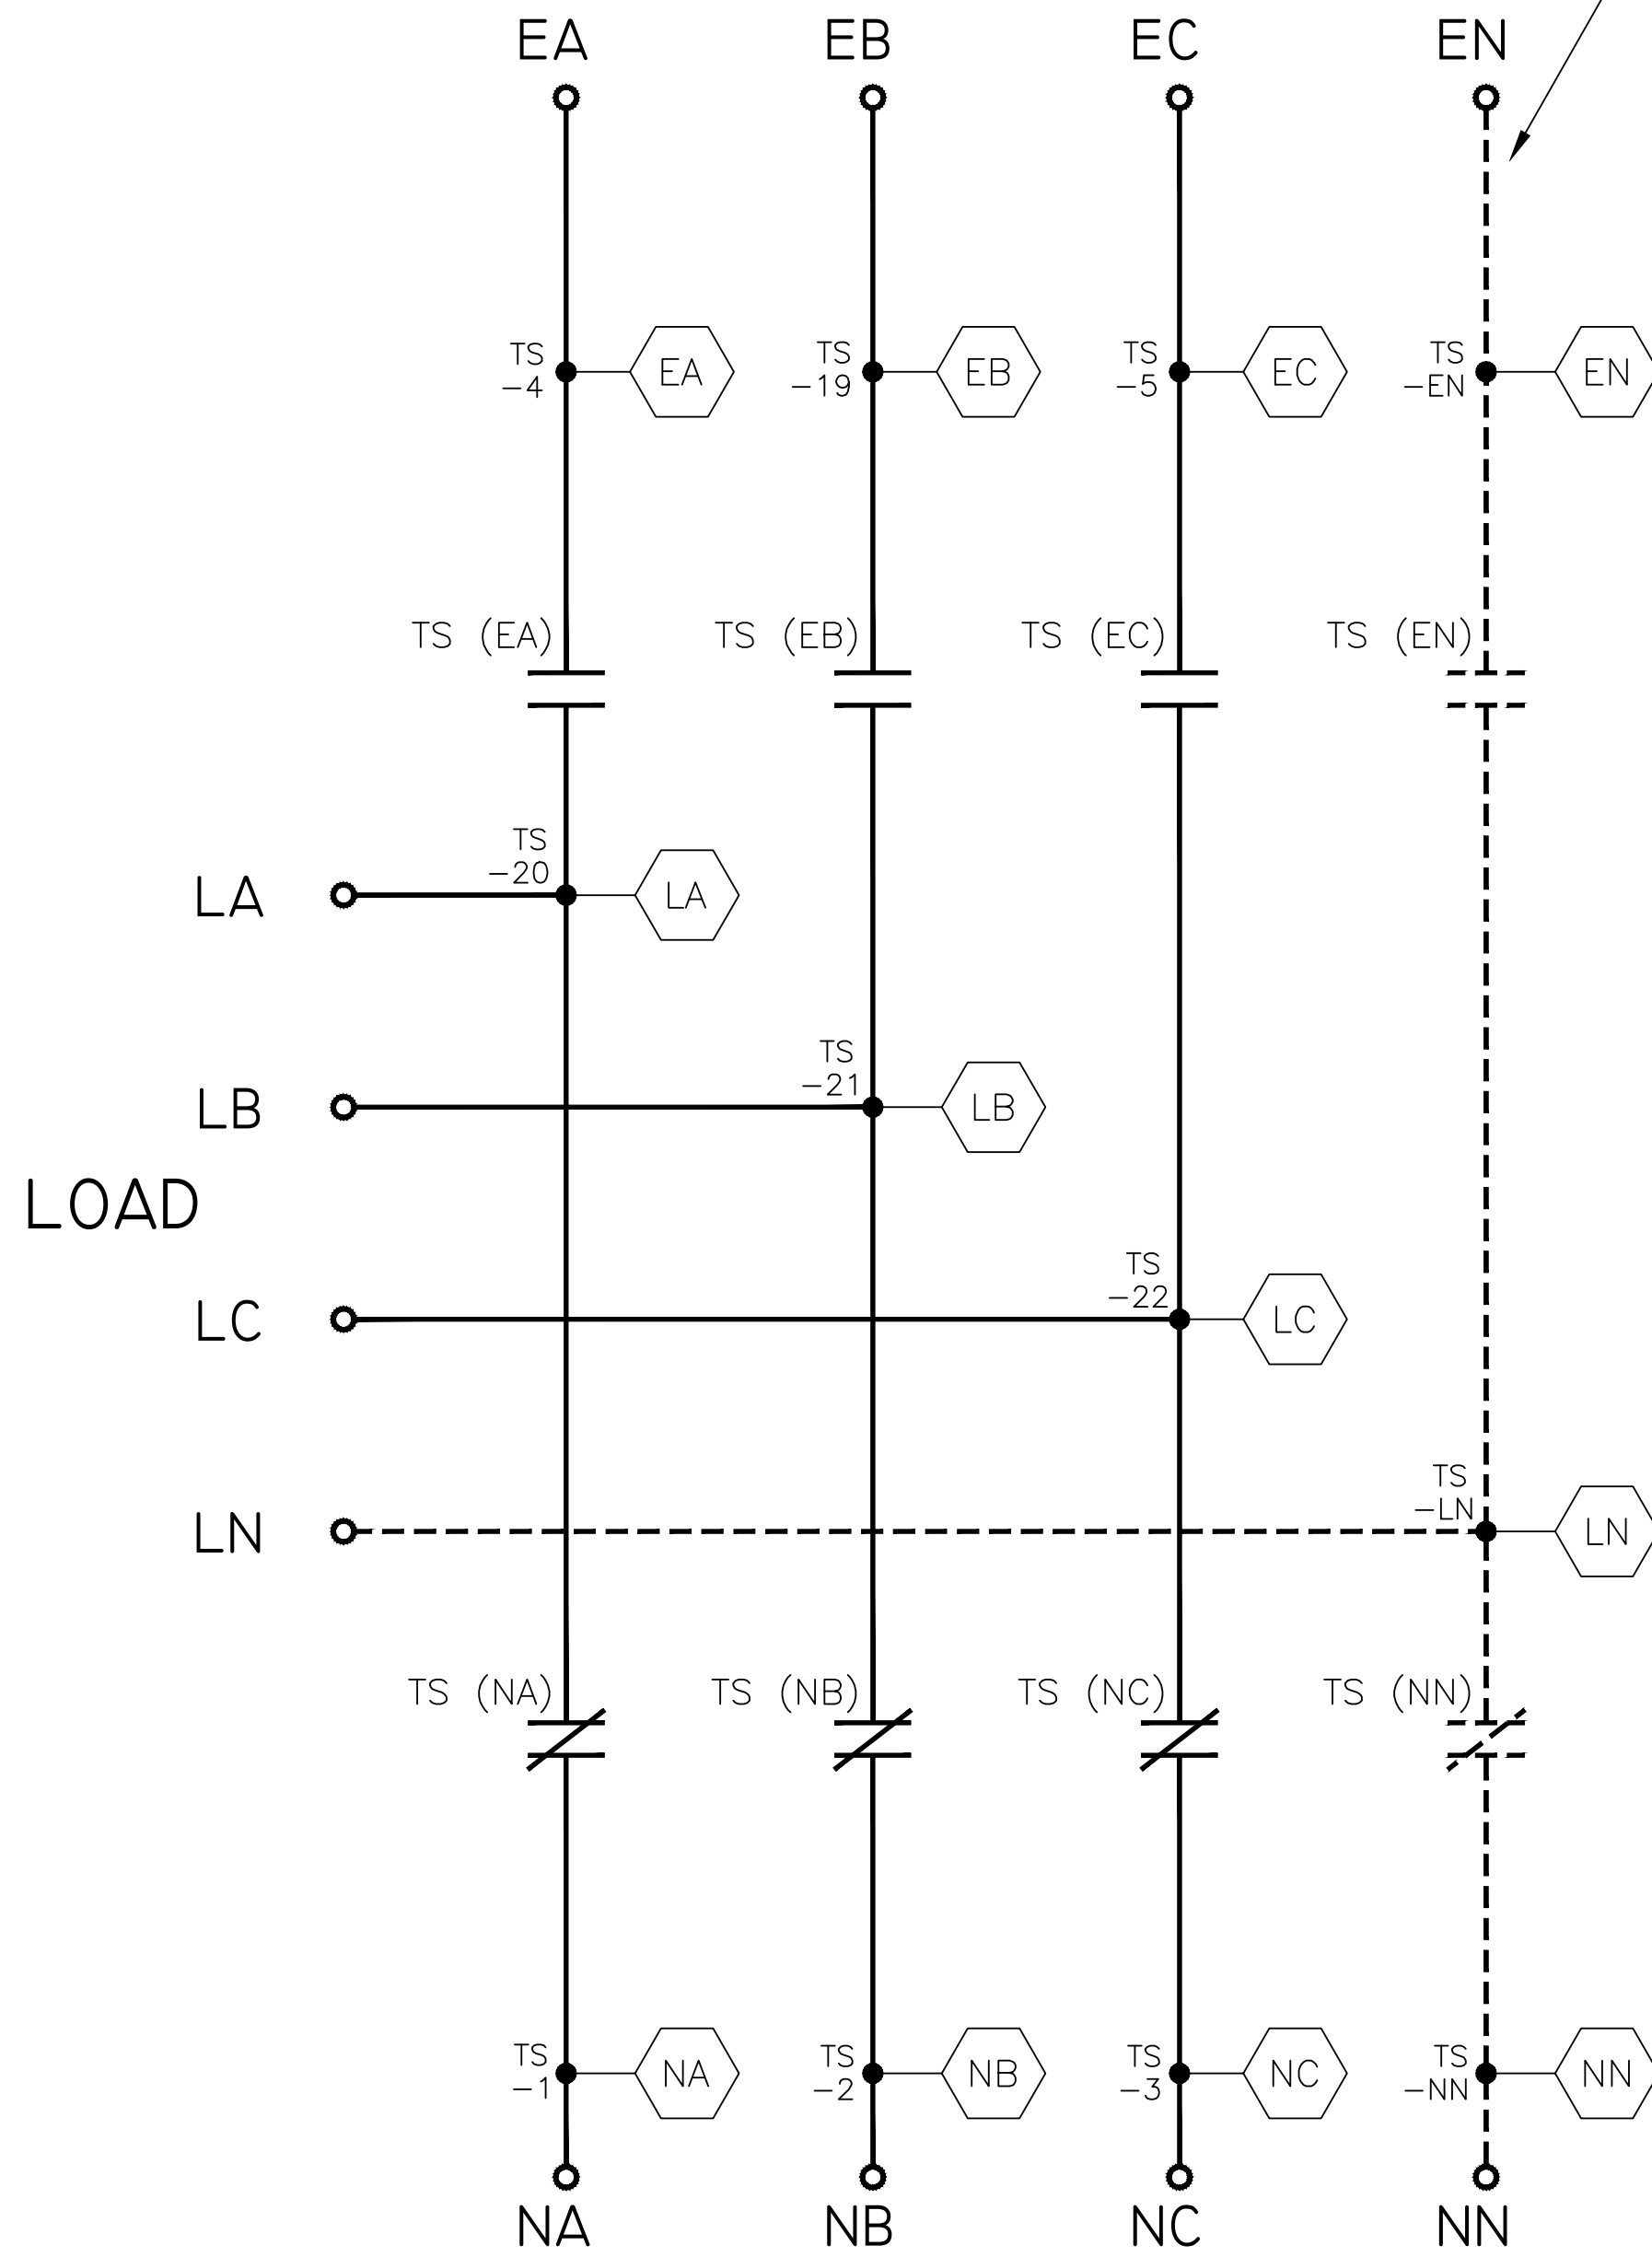 EA EB EC EN
TS TS TS TS
-4 -19 -5 -EN
EA EB EC EN
TS (EA) TS (EB) TS (EC) TS (EN)
TS
-20
LA LA
TS
-21
LB LB
LOAD
TS
-22
LC LC
TS
-LN
LN LN
TS (NA) TS (NB) TS (NC) TS (NN)
TS TS TS TS
-1 -2 -3 -NN
NA NB NC NN
NA NB NC NN